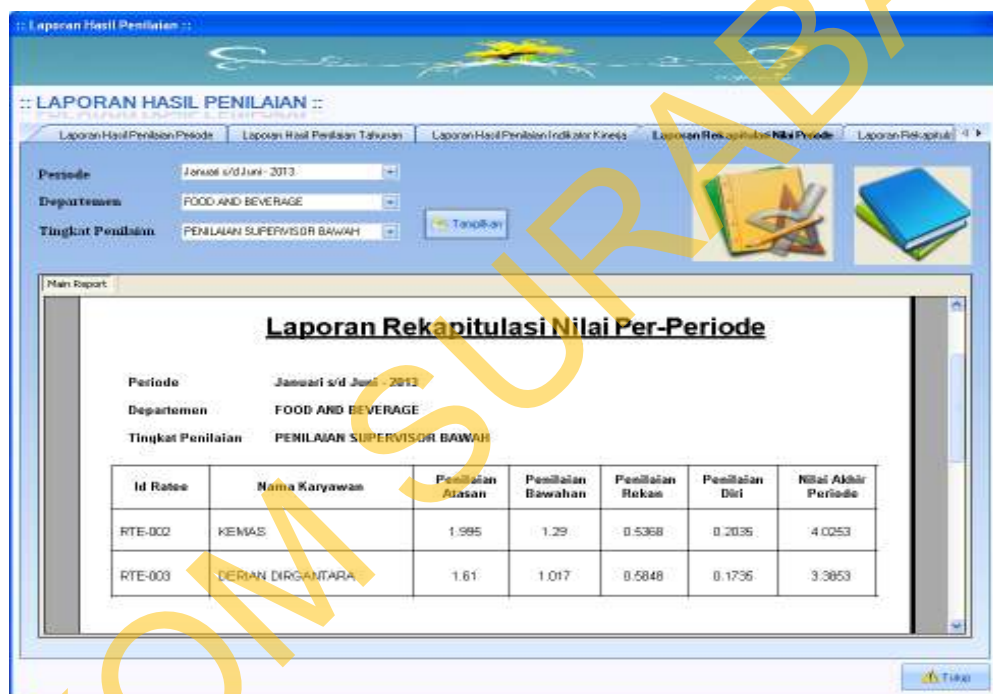 :: Laporan Hasil Penilaian ::
:: LAPORAN HASIL PENILAIAN ::
Laporan Hasil Penilaian Periode
Laporan Hasil Penilaian Tahunan
Laporan Hasil Penilaian Indikator Kinerja
Laporan Rekapitulasi Nilai Periode
Laporan Rekapitul
Periode
Januari s/d Juni - 2013
Departemen
FOOD AND BEVERAGE
Tingkat Penilaian
PENILAIAN SUPERVISOR BAWAH
Tampilkan
Main Report
Laporan Rekapitulasi Nilai Per-Periode
Periode Januari s/d Juni - 2013
Departemen FOOD AND BEVERAGE
Tingkat Penilaian PENILAIAN SUPERVISOR BAWAH
Id Ratee Nama Karyawan Penilaian Atasan Penilaian Bawahan Penilaian Rekan Penilaian Diri Nilai Akhir Periode
RTE-002 KEMAS 1.995 1.29 0.5368 0.2035 4.0253
RTE-003 DERIAN DIRGANTARA 1.61 1.017 0.5848 0.1735 3.3853
Tutup
OM SURABA